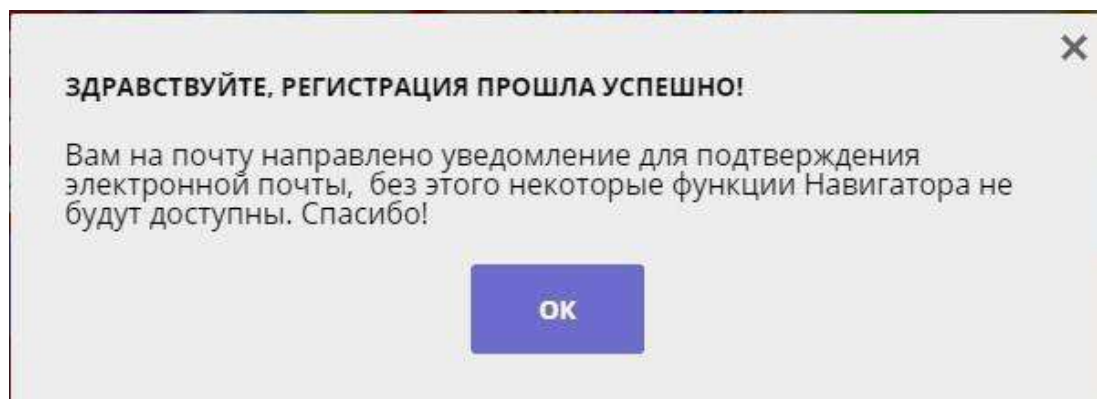 ЗДРАВСТВУЙТЕ, РЕГИСТРАЦИЯ ПРОШЛА УСПЕШНО!
Вам на почту направлено уведомление для подтверждения
электронной почты,  без этого некоторые функции Навигатора не
будут доступны. Спасибо!
ОК